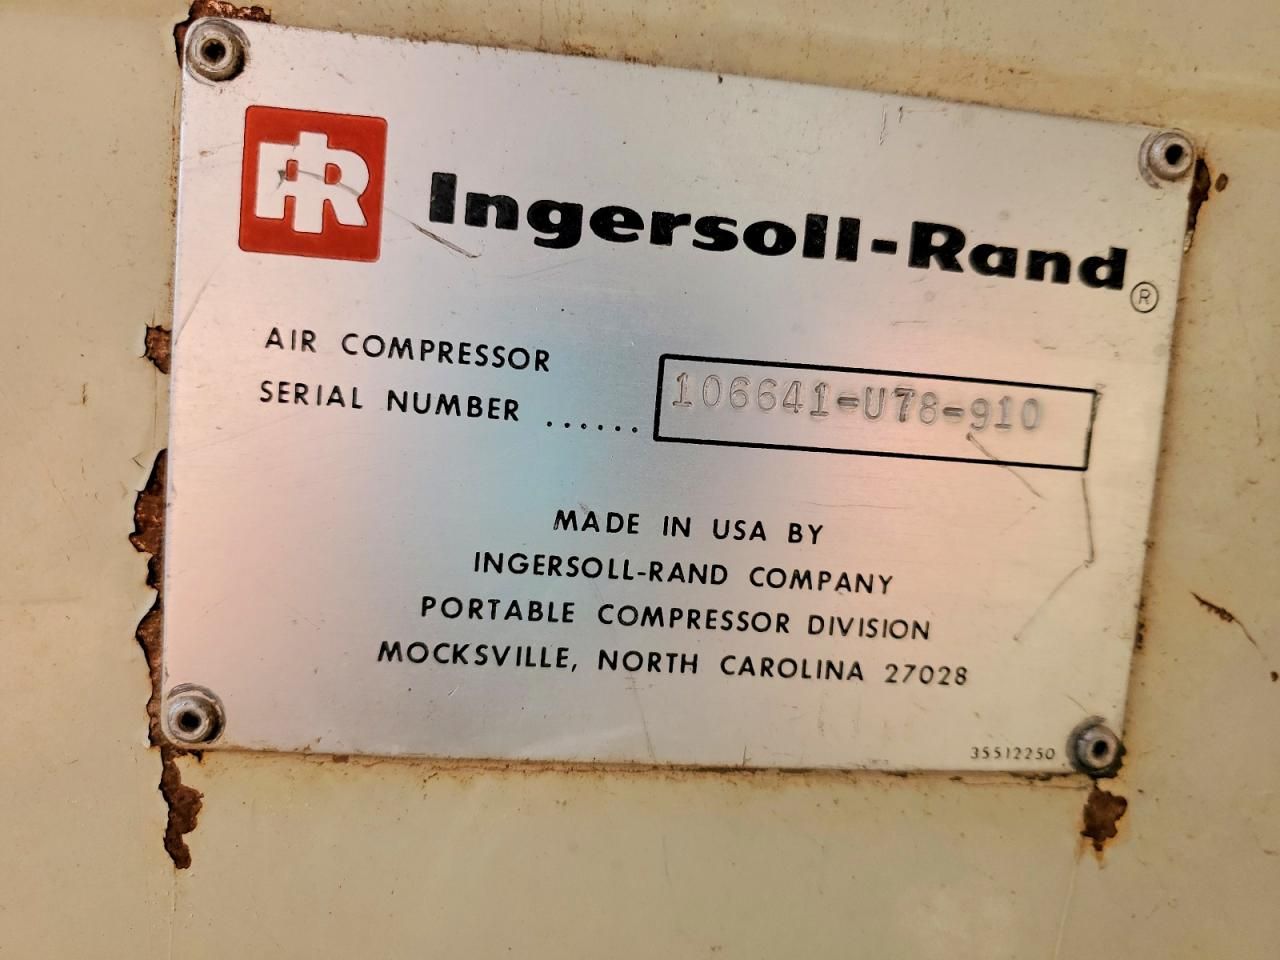 IR
Ingersoll-Rand®
AIR COMPRESSOR
SERIAL NUMBER ...... 106641-U78-910
MADE IN USA BY
INGERSOLL-RAND COMPANY
PORTABLE COMPRESSOR DIVISION
MOCKSVILLE, NORTH CAROLINA 27028
35512250